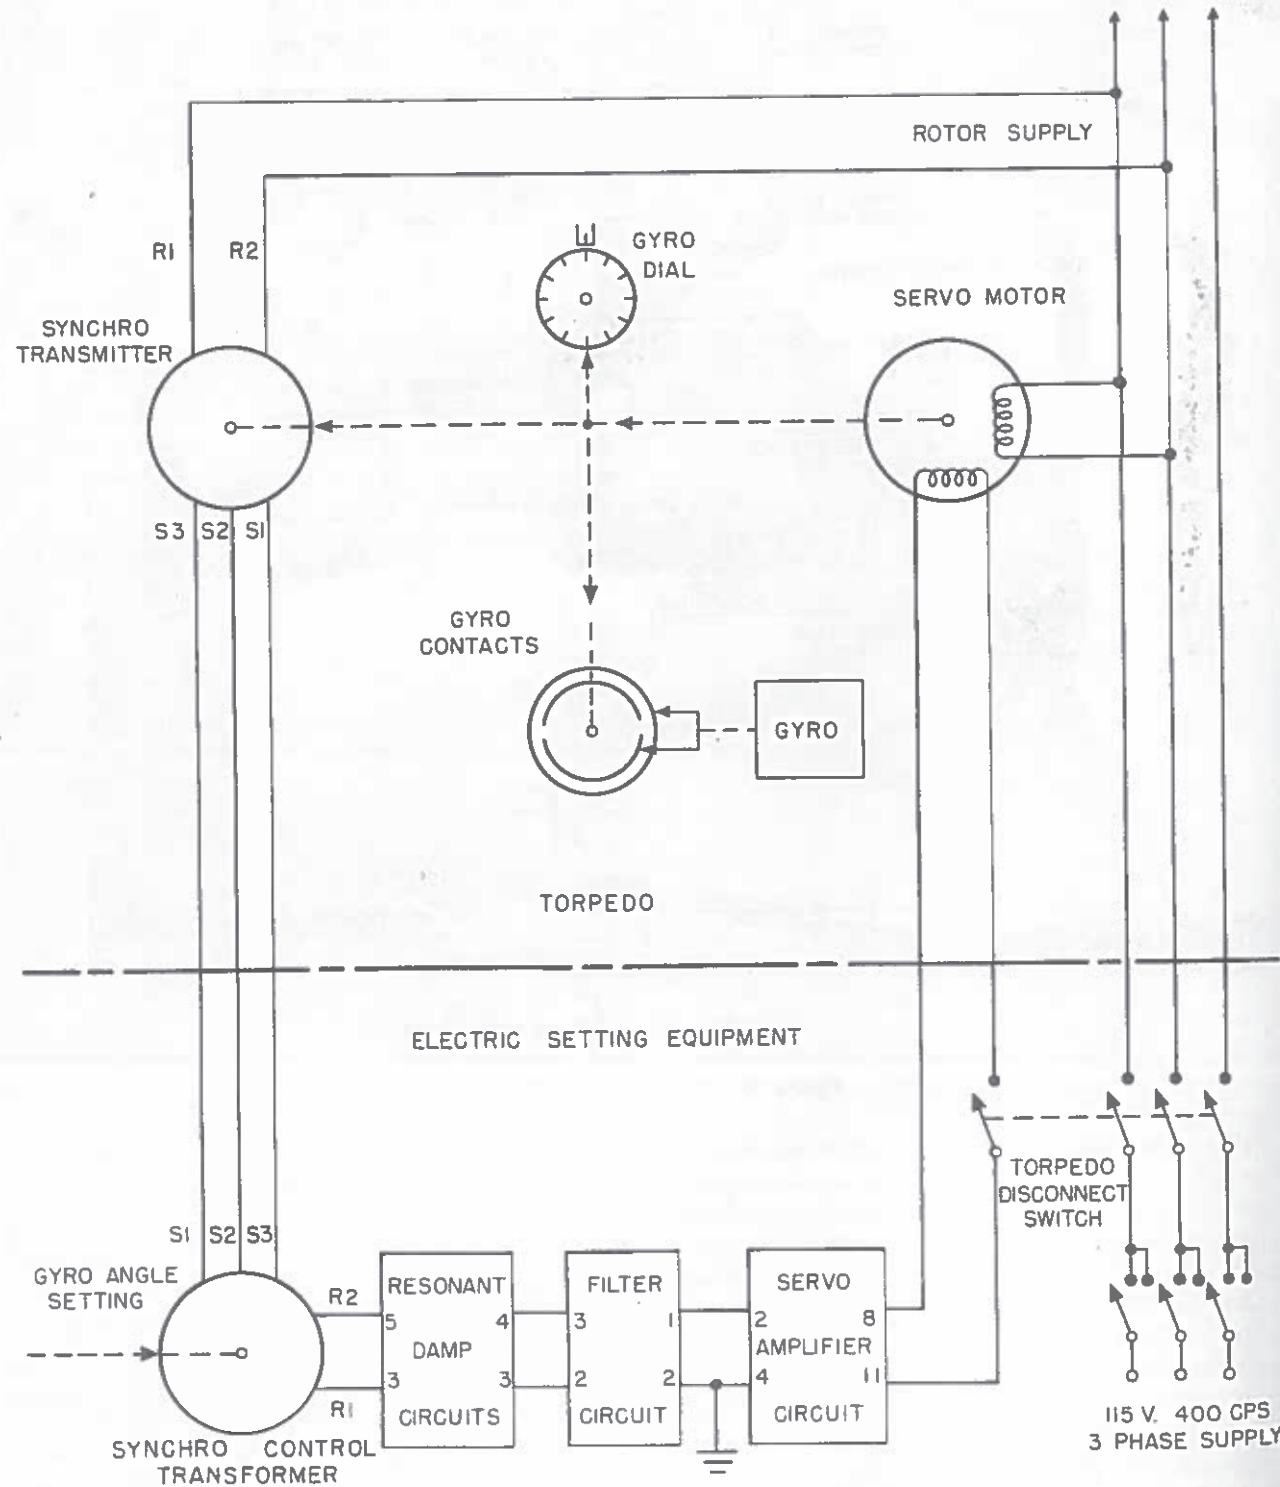 ROTOR SUPPLY
R1
R2
GYRO
DIAL
SERVO MOTOR
SYNCHRO
TRANSMITTER
S3 S2 S1
GYRO
CONTACTS
GYRO
TORPEDO
ELECTRIC SETTING EQUIPMENT
TORPEDO
DISCONNECT
SWITCH
S1 S2 S3
GYRO ANGLE
SETTING
R2
RESONANT
5 4
DAMP
3 3
CIRCUITS
FILTER
3 1
2 2
CIRCUIT
SERVO
2 8
AMPLIFIER
4 11
CIRCUIT
R1
SYNCHRO CONTROL
TRANSFORMER
115 V. 400 CPS
3 PHASE SUPPLY